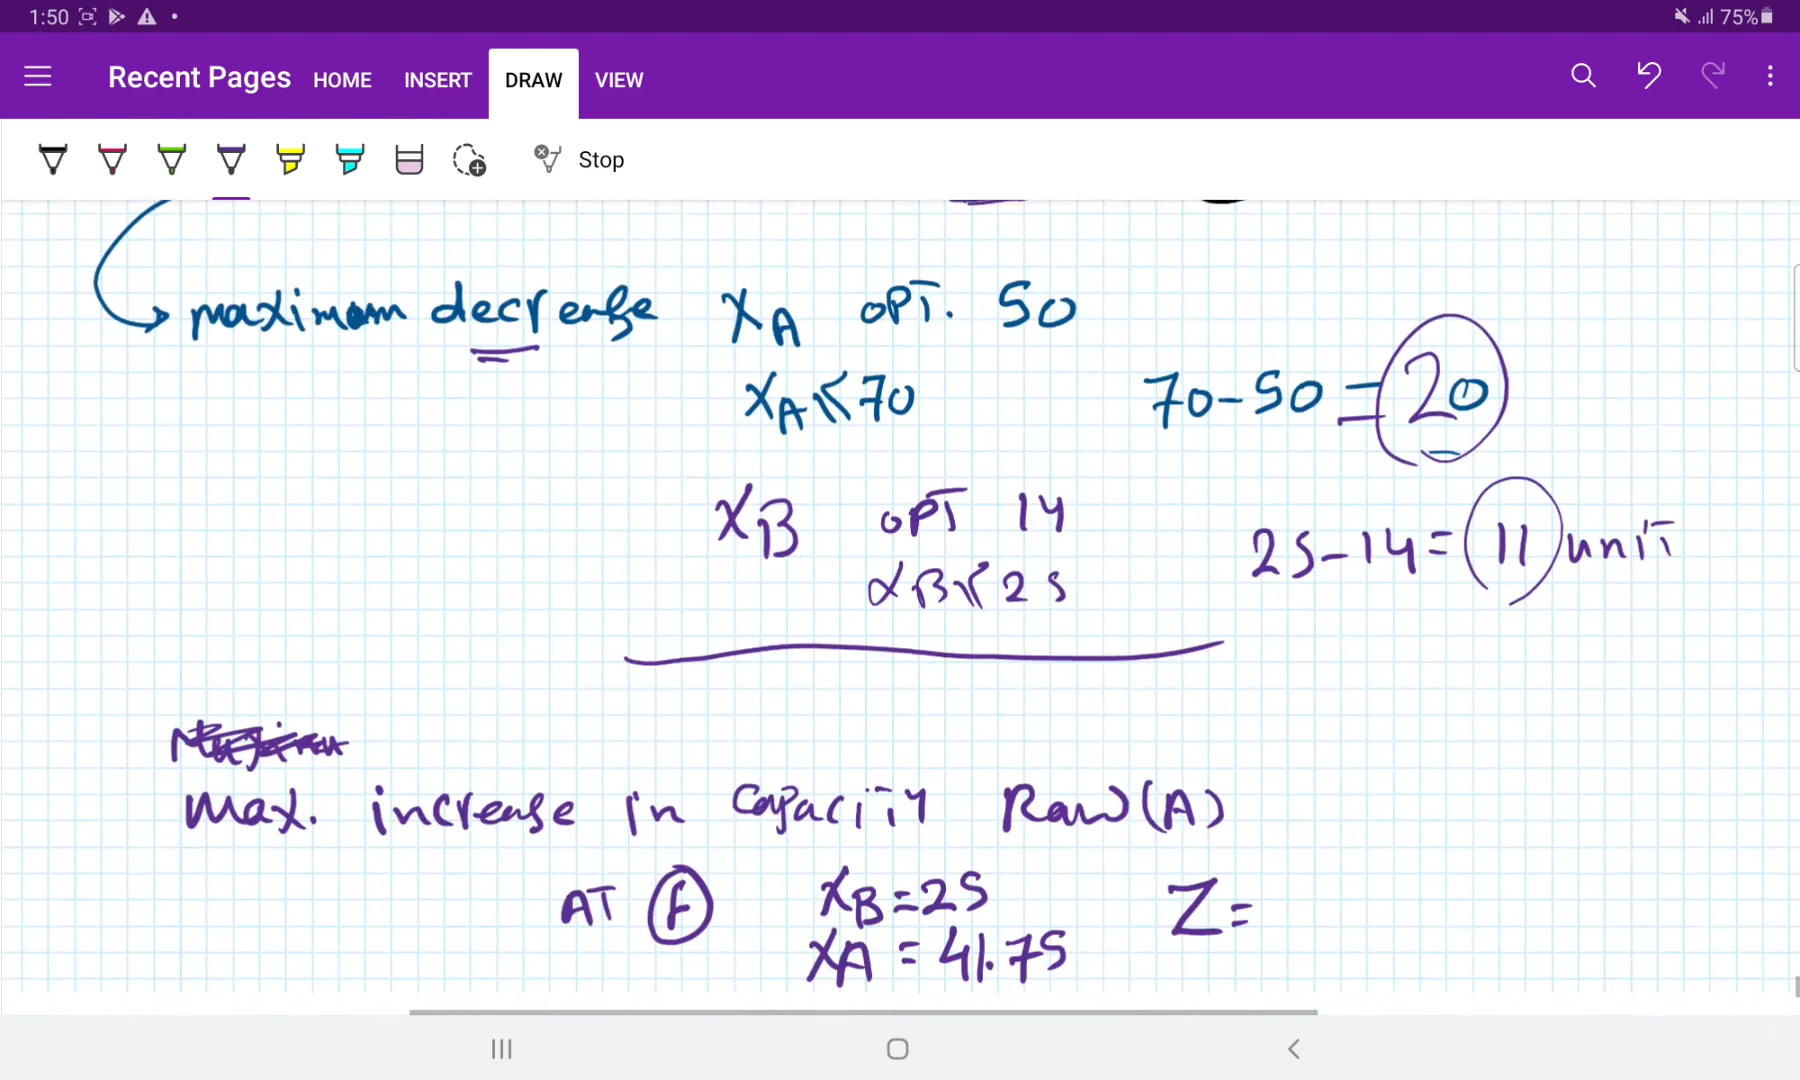 1:50 75%
Recent Pages HOME INSERT DRAW VIEW
Stop
maximum decrease XA OPT. 50
XA ≤ 70 70-50 = 20
XB OPT 14
25-14 = 11 unit
XB ≤ 25
max. increase in capacity Raw (A)
AT F XB = 25 Z =
XA = 41.75